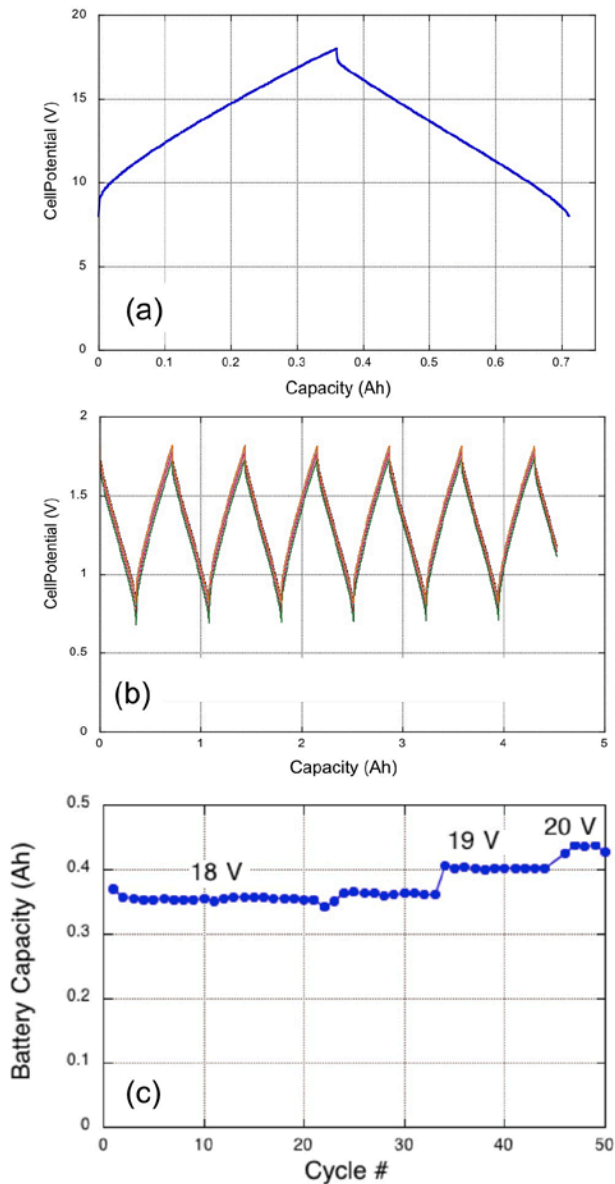 20
15
10
5
0
CellPotential (V)
(a)
0 0.1 0.2 0.3 0.4 0.5 0.6 0.7
Capacity (Ah)
2
1.5
1
0.5
0
CellPotential (V)
(b)
0 1 2 3 4 5
Capacity (Ah)
0.5
0.4
0.3
0.2
0.1
0
Battery Capacity (Ah)
18 V
19 V
20 V
(c)
0 10 20 30 40 50
Cycle #